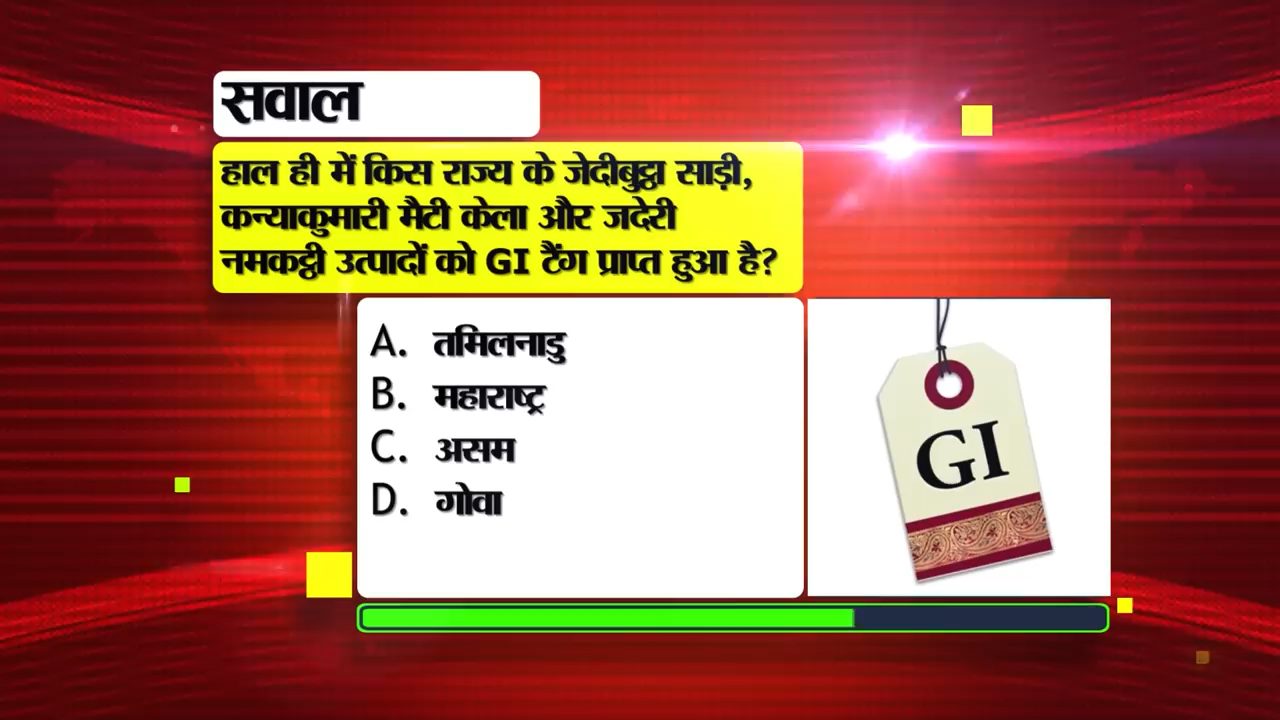 सवाल
हाल ही में किस राज्य के जेदीबुट्टा साड़ी,
कन्याकुमारी मैटी केला और जदेरी
नमकट्टी उत्पादों को GI टैंग प्राप्त हुआ है?
A. तमिलनाडु
B. महाराष्ट्र
C. असम
D. गोवा
GI